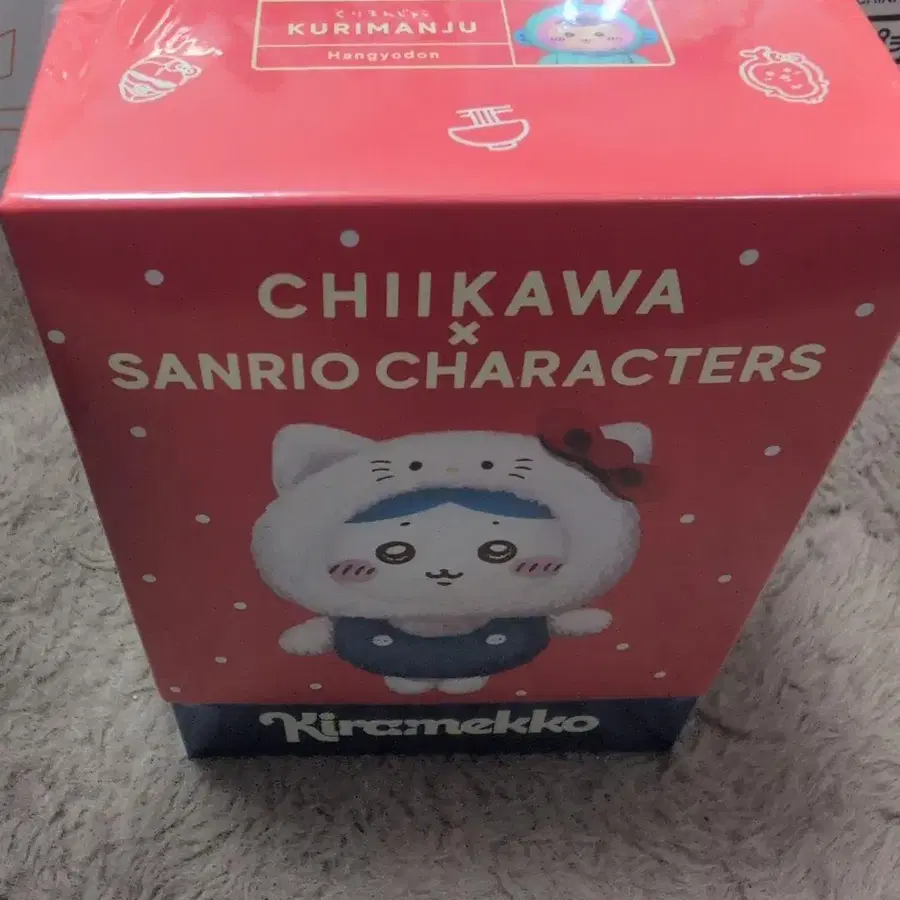 くりまんじゅう
KURIMANJU
Hangyodon
CHIIKAWA
×
SANRIO CHARACTERS
Kiramekko